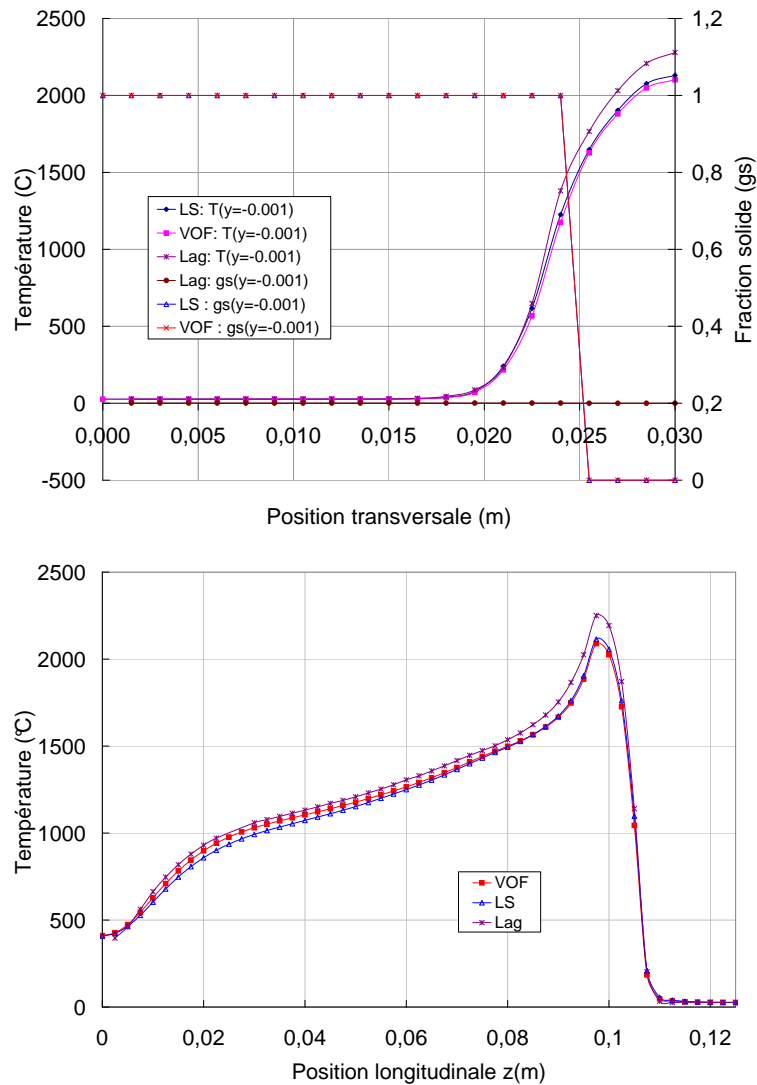 2500
2000
1500
1000
500
0
-500
Température (C)
1,2
1
0,8
0,6
0,4
0,2
0
Fraction solide (gs)
LS: T(y=-0.001)
VOF: T(y=-0.001)
Lag: T(y=-0.001)
Lag: gs(y=-0.001)
LS : gs(y=-0.001)
VOF : gs(y=-0.001)
0,000 0,005 0,010 0,015 0,020 0,025 0,030
Position transversale (m)
2500
2000
1500
1000
500
0
Température (°C)
VOF
LS
Lag
0 0,02 0,04 0,06 0,08 0,1 0,12
Position longitudinale z(m)